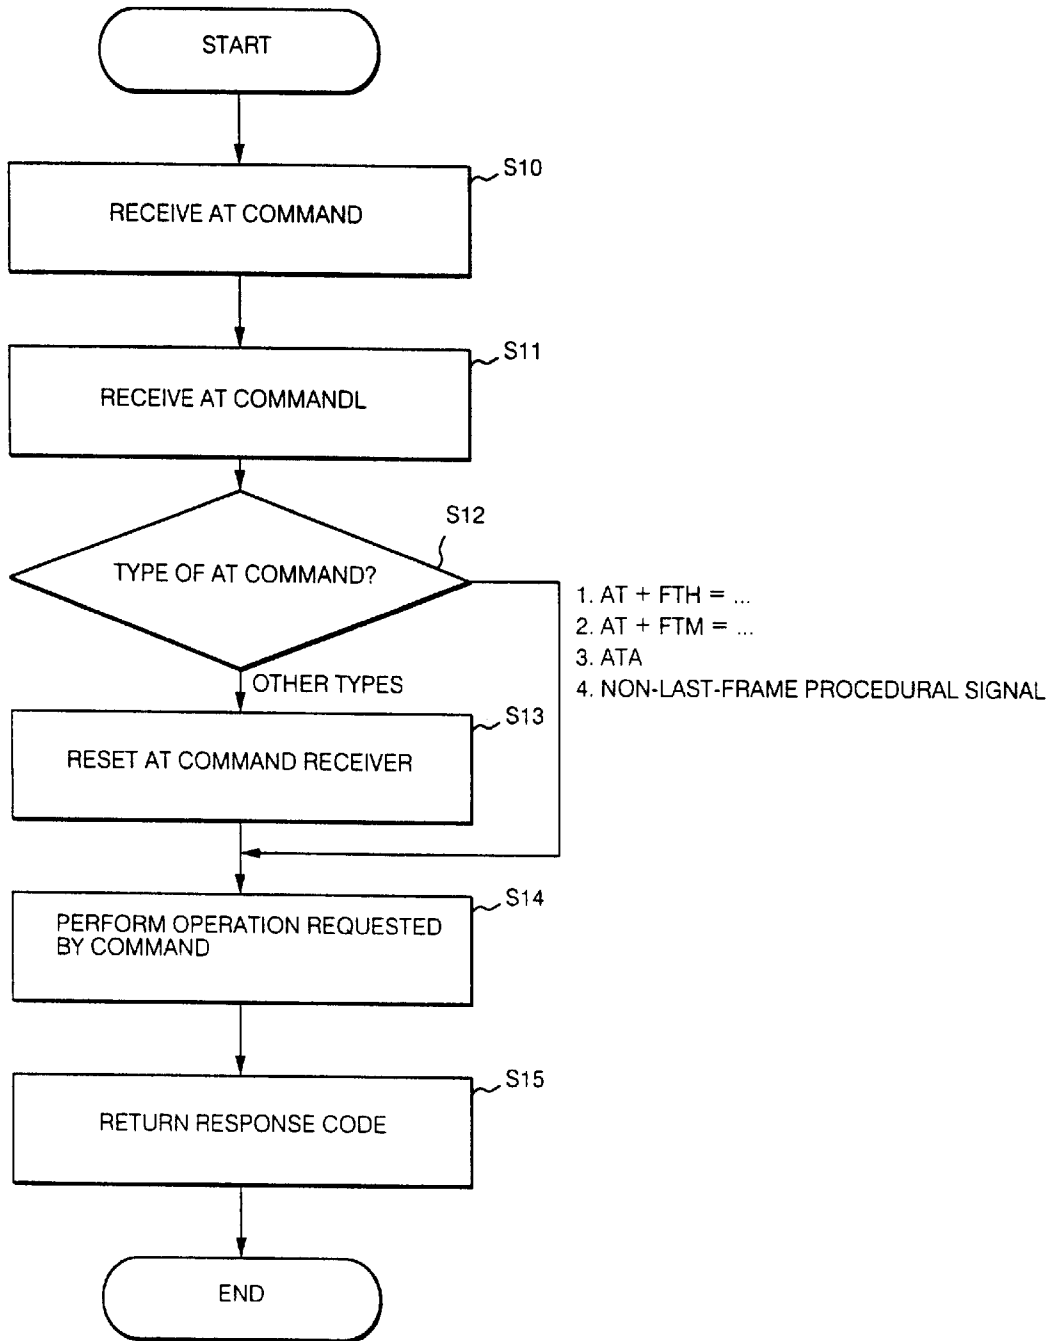 START
S10
RECEIVE AT COMMAND
S11
RECEIVE AT COMMANDL
S12
TYPE OF AT COMMAND?
1. AT + FTH = ...
2. AT + FTM = ...
3. ATA
4. NON-LAST-FRAME PROCEDURAL SIGNAL
OTHER TYPES
S13
RESET AT COMMAND RECEIVER
S14
PERFORM OPERATION REQUESTED
BY COMMAND
S15
RETURN RESPONSE CODE
END